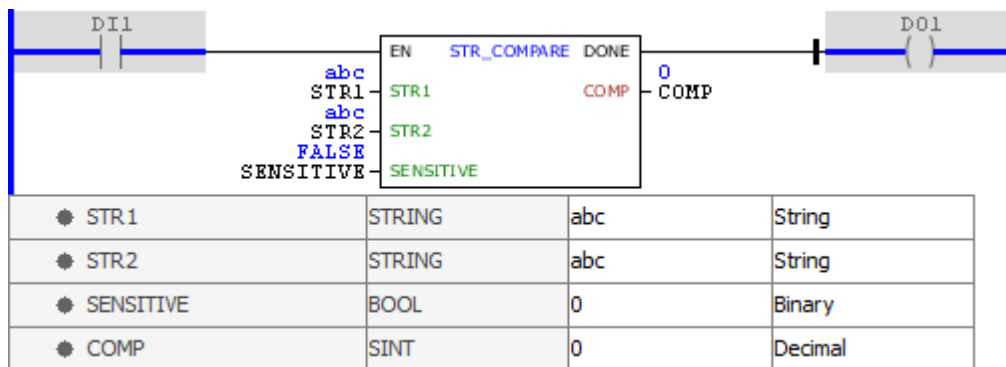 DI1 DO1
EN STR_COMPARE DONE
abc 0
STR1 STR1 COMP COMP
abc
STR2 STR2
FALSE
SENSITIVE SENSITIVE
STR1 STRING abc String
STR2 STRING abc String
SENSITIVE BOOL 0 Binary
COMP SINT 0 Decimal